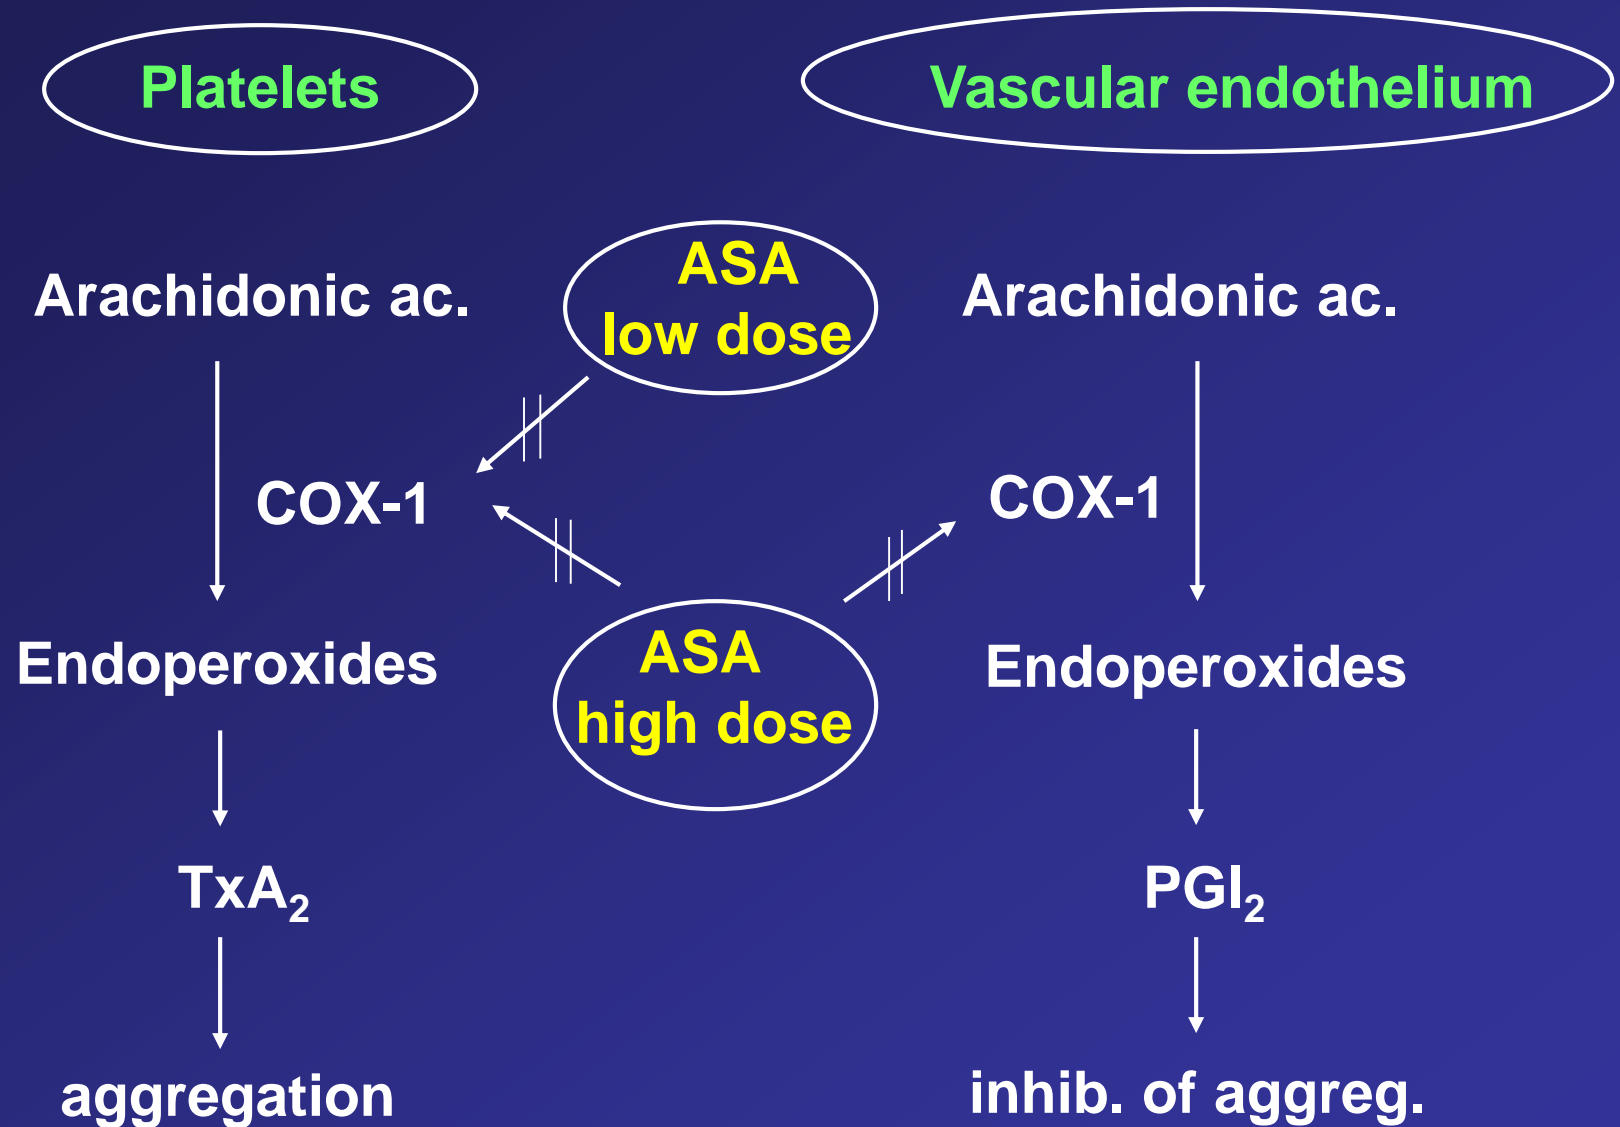 Platelets
Vascular endothelium
ASA
low dose
Arachidonic ac.
Arachidonic ac.
COX-1
COX-1
ASA
high dose
Endoperoxides
Endoperoxides
TxA₂
PGI₂
aggregation
inhib. of aggreg.